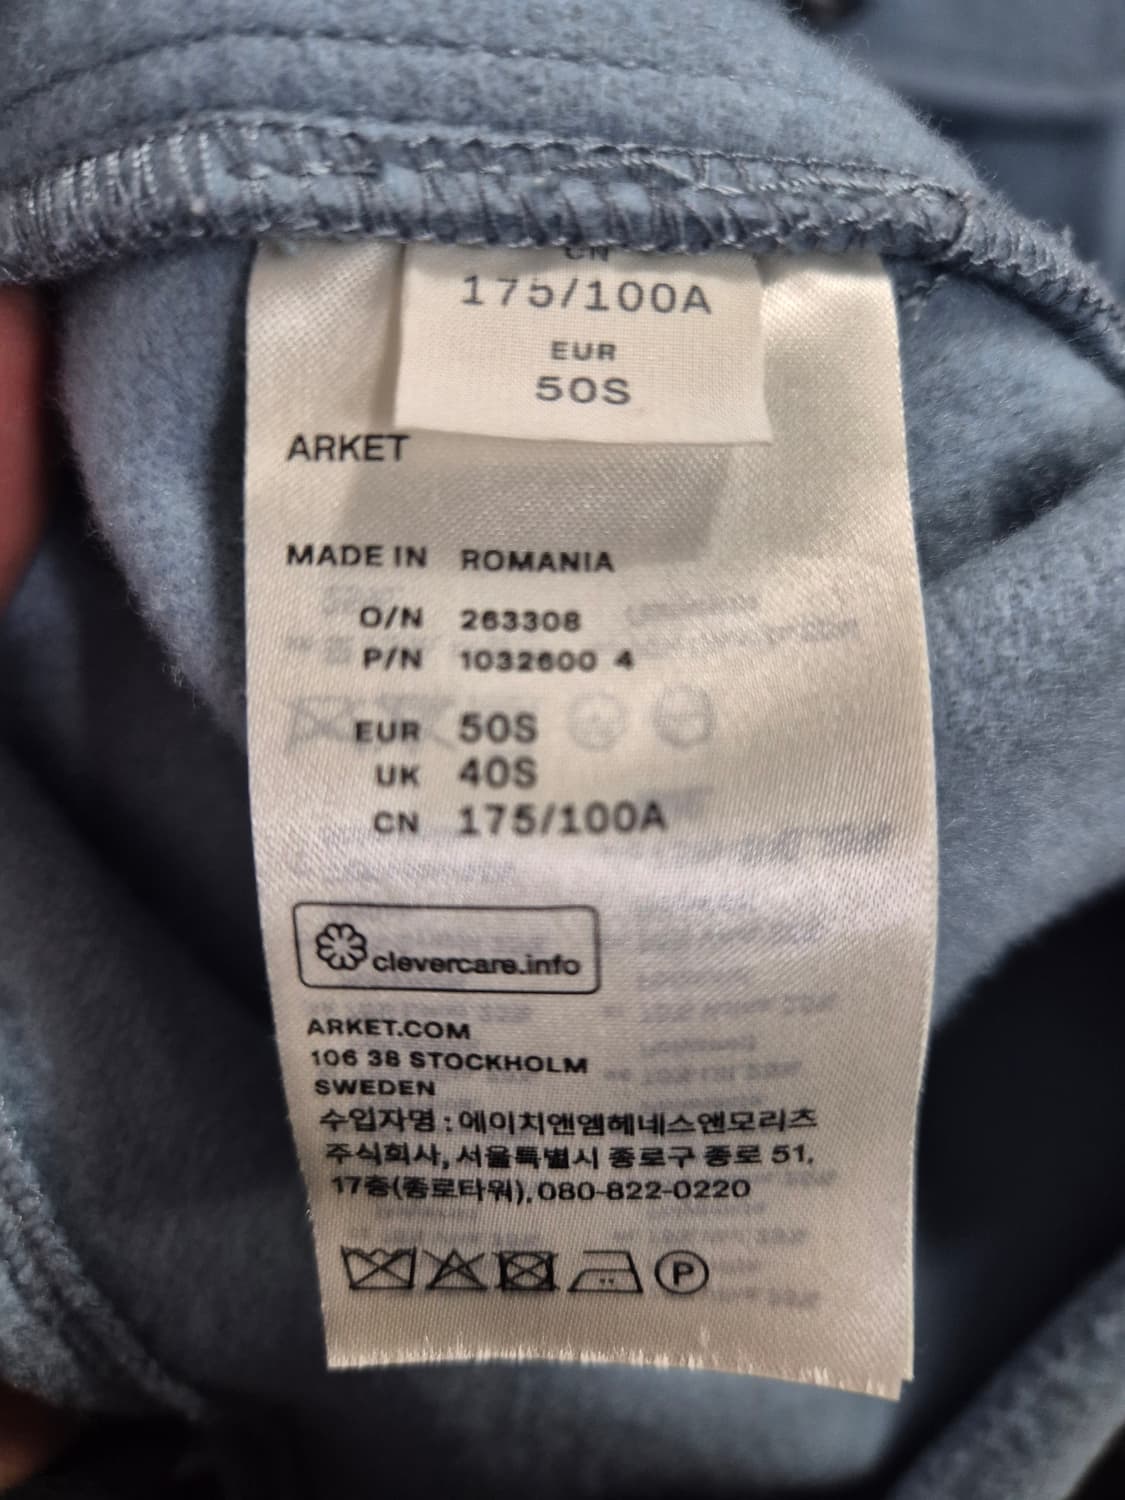 CN
175/100A
EUR
50S
ARKET
MADE IN ROMANIA
O/N 263308
P/N 1032600 4
EUR 50S
UK 40S
CN 175/100A
clevercare.info
ARKET.COM
106 38 STOCKHOLM
SWEDEN
수입자명 : 에이치앤엠헤네스앤모리츠
주식회사, 서울특별시 종로구 종로 51,
17층(종로타워), 080-822-0220
P